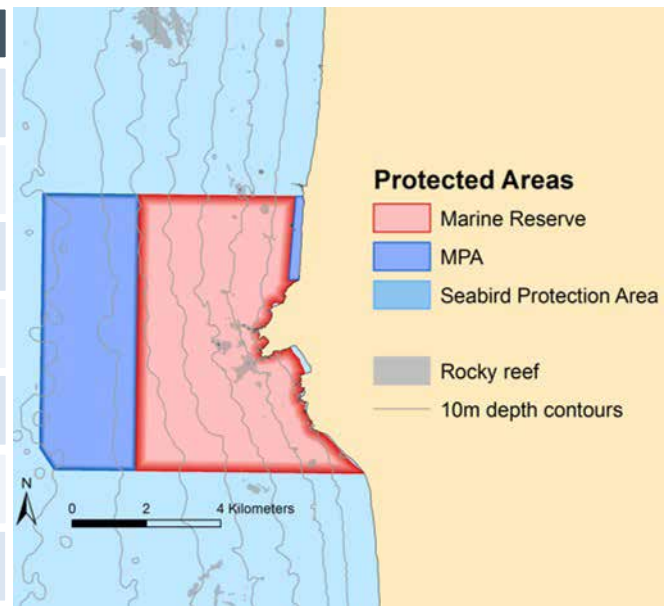 Protected Areas
Marine Reserve
MPA
Seabird Protection Area
Rocky reef
10m depth contours
N
0 2 4 Kilometers